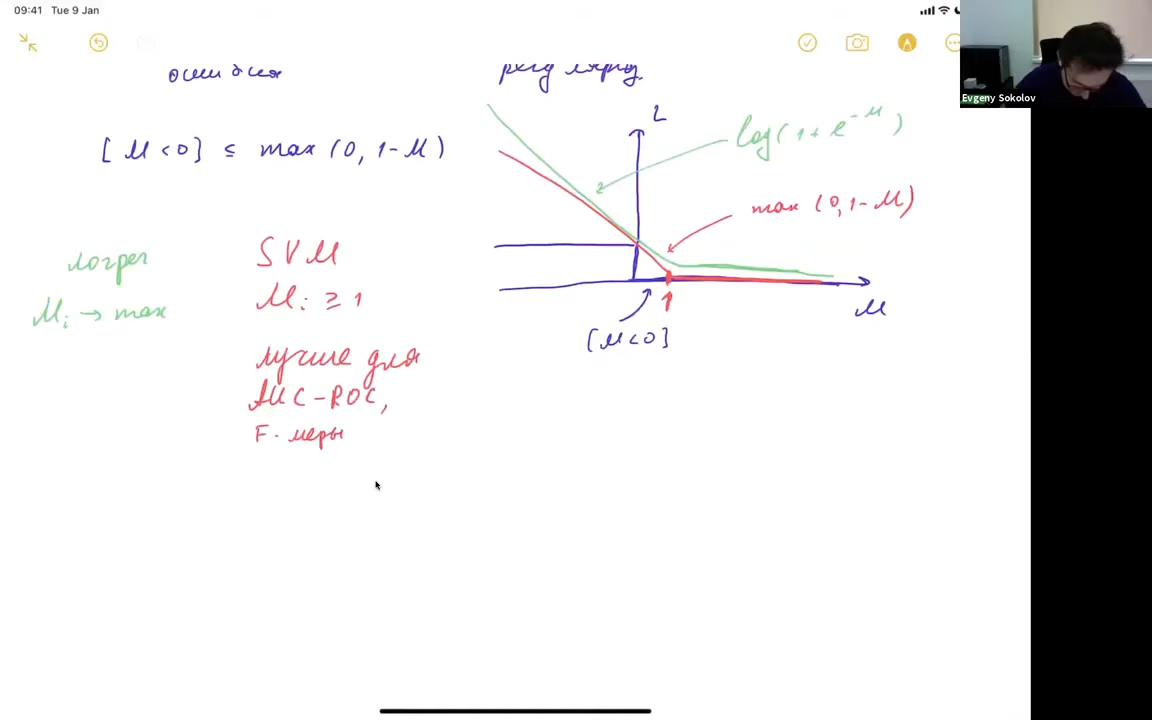 09:41 Tue 9 Jan
Evgeny Sokolov
[M<0] ≤ max (0, 1-M)
L
log(1 + e^{-M})
max (0, 1-M)
1
M
[M<0]
логрег
M_i → max
SVM
M_i ≥ 1
лучше для
AUC-ROC,
F-меры